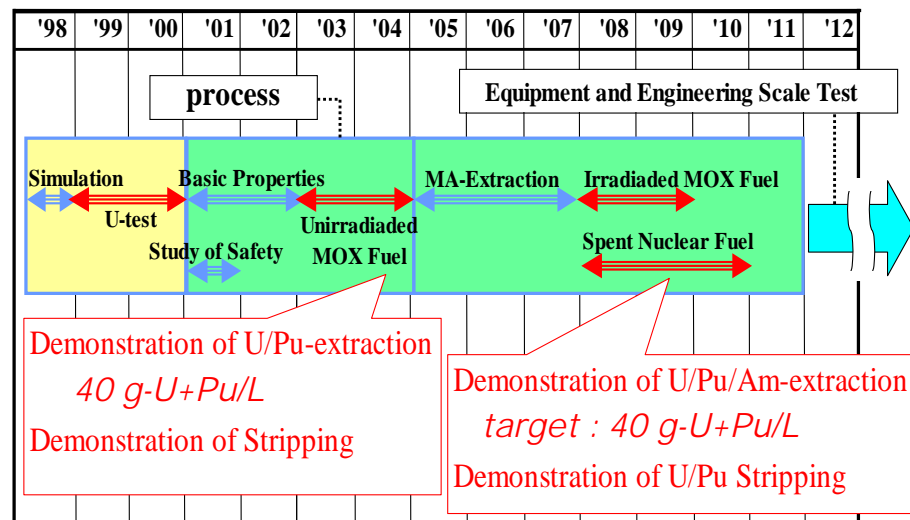 '98 '99 '00 '01 '02 '03 '04 '05 '06 '07 '08 '09 '10 '11 '12
process
Equipment and Engineering Scale Test
Simulation
U-test
Basic Properties
Study of Safety
Unirradiaded
MOX Fuel
MA-Extraction
Irradiaded MOX Fuel
Spent Nuclear Fuel
Demonstration of U/Pu-extraction
40 g-U+Pu/L
Demonstration of Stripping
Demonstration of U/Pu/Am-extraction
target : 40 g-U+Pu/L
Demonstration of U/Pu Stripping